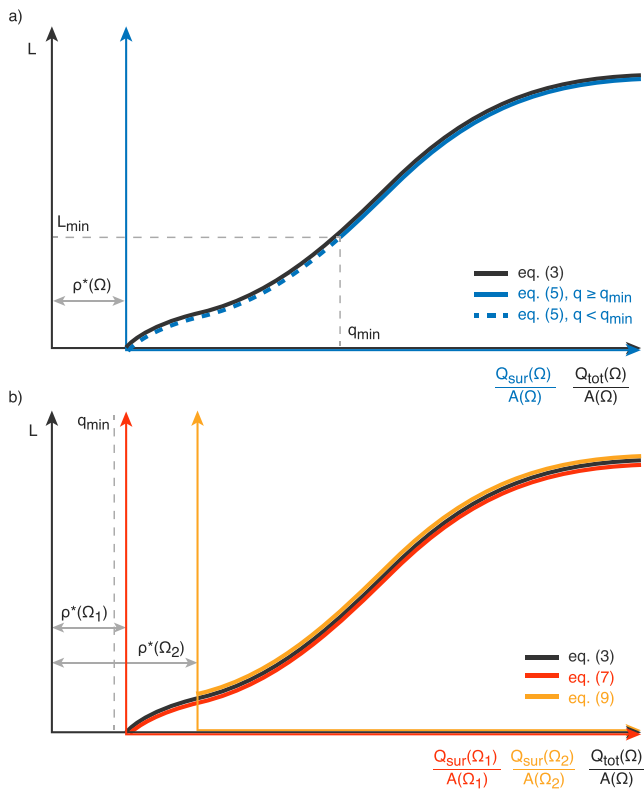 a)
L
L_min
ρ*(Ω)
q_min
eq. (3)
eq. (5), q ≥ q_min
eq. (5), q < q_min
Q_sur(Ω) Q_tot(Ω)
A(Ω) A(Ω)
b)
q_min
L
ρ*(Ω_1)
ρ*(Ω_2)
eq. (3)
eq. (7)
eq. (9)
Q_sur(Ω_1) Q_sur(Ω_2) Q_tot(Ω)
A(Ω_1) A(Ω_2) A(Ω)